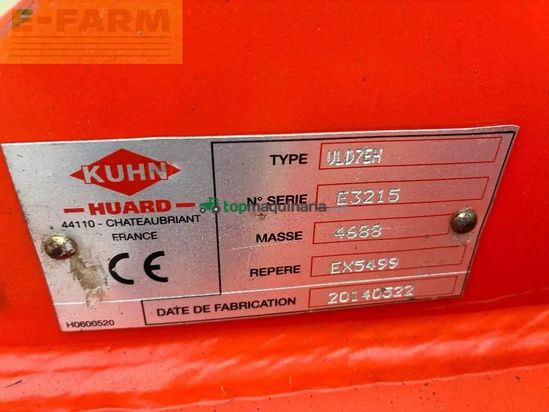 E-FARM
KUHN
HUARD
44110 - CHATEAUBRIANT
FRANCE
CE
H0600520
TYPE VLD7EH
N° SERIE E3215
topmaquinaria
MASSE 4688
REPERE EX5499
DATE DE FABRICATION 20140522